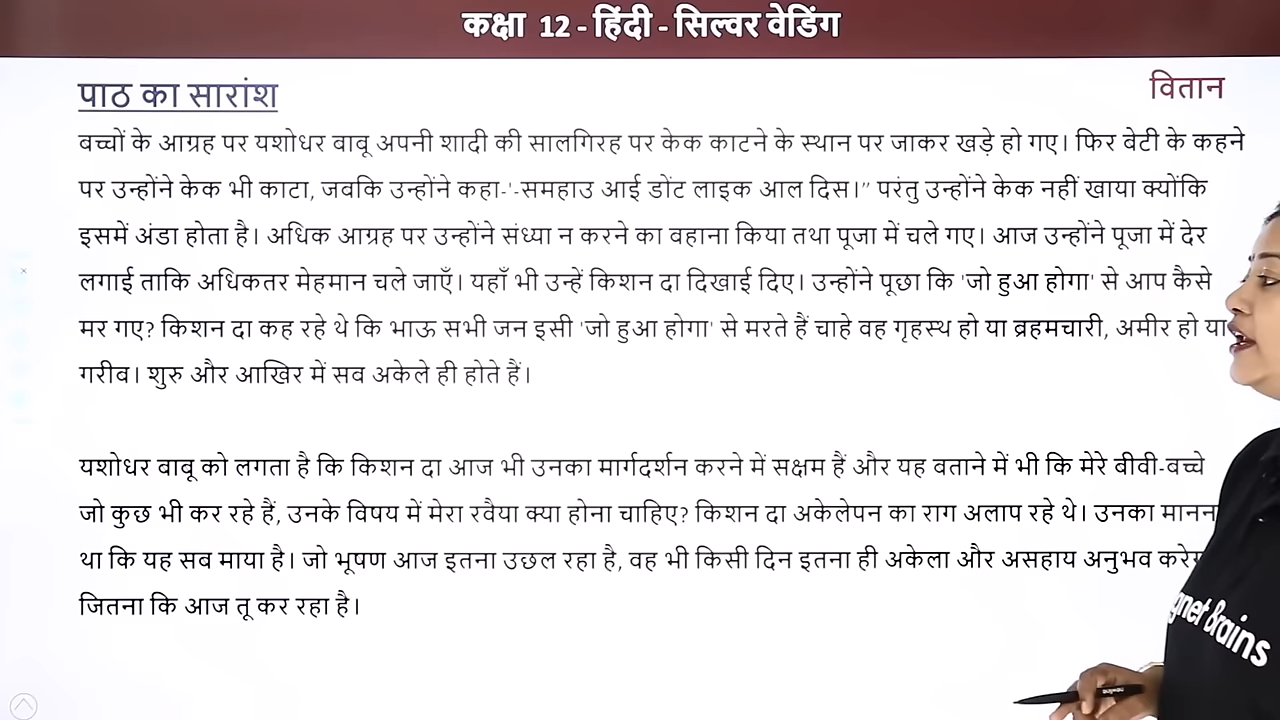 कक्षा 12 - हिंदी - सिल्वर वेडिंग
पाठ का सारांश
वितान
बच्चों के आग्रह पर यशोधर वाबू अपनी शादी की सालगिरह पर केक काटने के स्थान पर जाकर खड़े हो गए। फिर बेटी के कहने
पर उन्होंने केक भी काटा, जबकि उन्होंने कहा-'-समहाउ आई डोंट लाइक आल दिस।” परंतु उन्होंने केक नहीं खाया क्योंकि
इसमें अंडा होता है। अधिक आग्रह पर उन्होंने संध्या न करने का वहाना किया तथा पूजा में चले गए। आज उन्होंने पूजा में देर
लगाई ताकि अधिकतर मेहमान चले जाएँ। यहाँ भी उन्हें किशन दा दिखाई दिए। उन्होंने पूछा कि 'जो हुआ होगा' से आप कैसे
मर गए? किशन दा कह रहे थे कि भाऊ सभी जन इसी 'जो हुआ होगा' से मरते हैं चाहे वह गृहस्थ हो या ब्रहमचारी, अमीर हो या
गरीव। शुरु और आखिर में सव अकेले ही होते हैं।
यशोधर वाबू को लगता है कि किशन दा आज भी उनका मार्गदर्शन करने में सक्षम हैं और यह वताने में भी कि मेरे बीवी-बच्चे
जो कुछ भी कर रहे हैं, उनके विषय में मेरा रवैया क्या होना चाहिए? किशन दा अकेलेपन का राग अलाप रहे थे। उनका मानन
था कि यह सब माया है। जो भूषण आज इतना उछल रहा है, वह भी किसी दिन इतना ही अकेला और असहाय अनुभव करेग
जितना कि आज तू कर रहा है।
gnet Brains